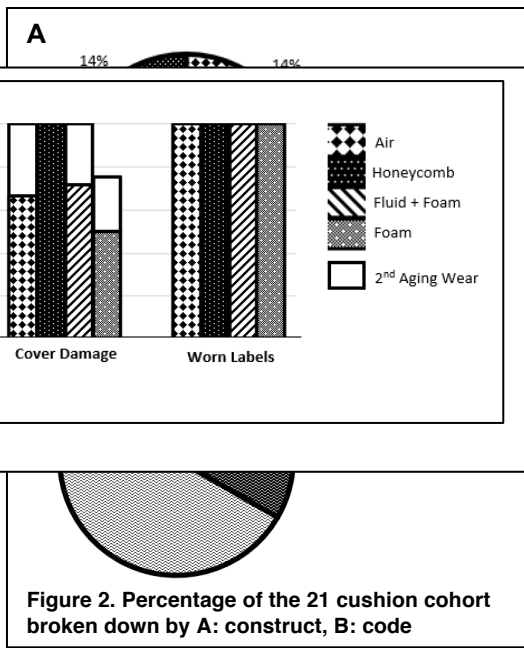 A
14%
14%
Air
Honeycomb
Fluid + Foam
Foam
2nd Aging Wear
Cover Damage
Worn Labels
Figure 2. Percentage of the 21 cushion cohort
broken down by A: construct, B: code